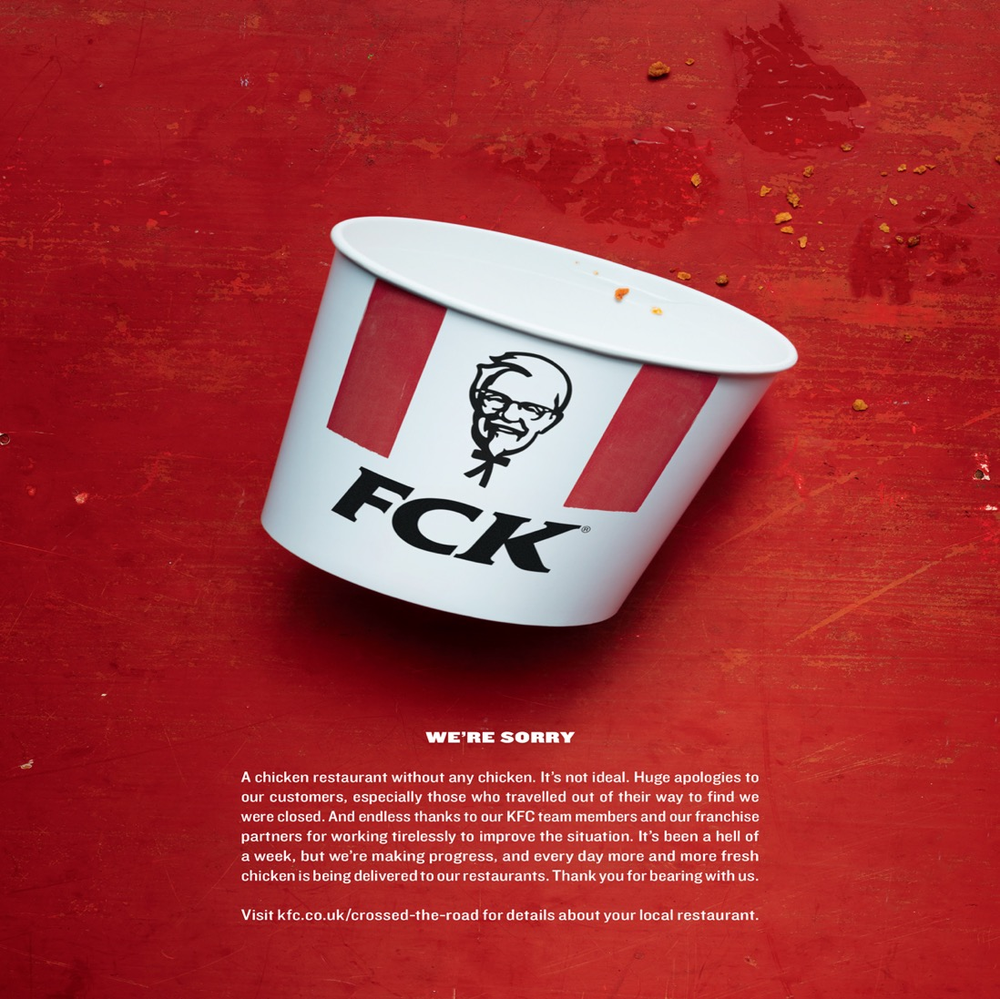 FCK®
WE'RE SORRY
A chicken restaurant without any chicken. It's not ideal. Huge apologies to
our customers, especially those who travelled out of their way to find we
were closed. And endless thanks to our KFC team members and our franchise
partners for working tirelessly to improve the situation. It's been a hell of
a week, but we're making progress, and every day more and more fresh
chicken is being delivered to our restaurants. Thank you for bearing with us.
Visit kfc.co.uk/crossed-the-road for details about your local restaurant.